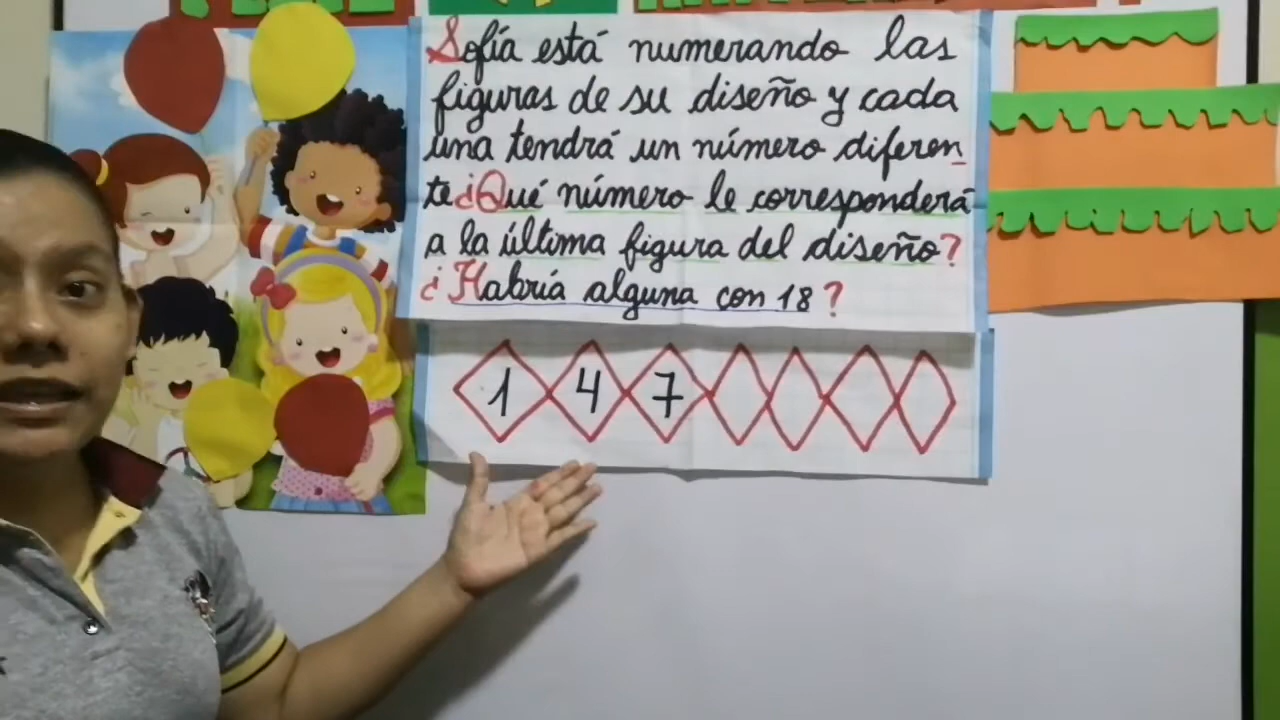 Sofía está numerando las
figuras de su diseño y cada
una tendrá un número diferen_
te ¿Qué número le corresponderá
a la última figura del diseño?
¿Habría alguna con 18?
1 4 7